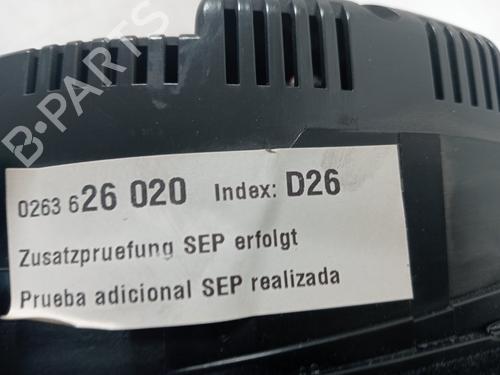 B-PARTS
0263 626 020 Index: D26
Zusatzpruefung SEP erfolgt
Prueba adicional SEP realizada